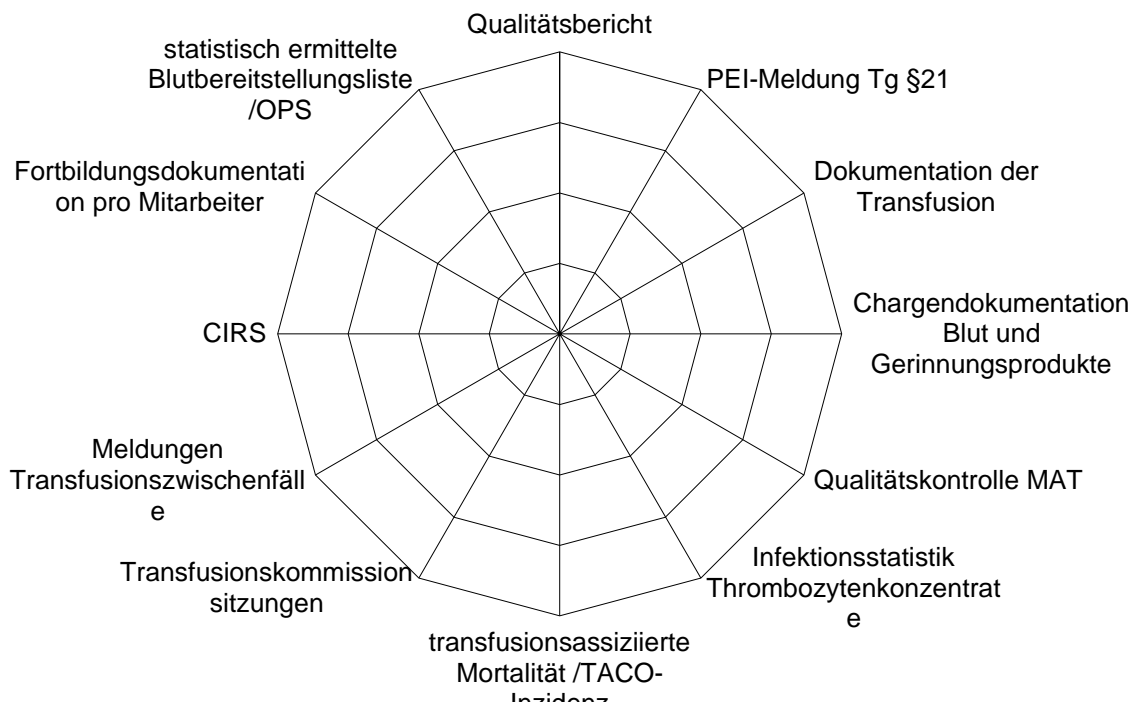 Qualitätsbericht
PEI-Meldung Tg §21
Dokumentation der
Transfusion
Chargendokumentation
Blut und
Gerinnungsprodukte
Qualitätskontrolle MAT
Infektionsstatistik
Thrombozytenkonzentrat
e
transfusionsassiziierte
Mortalität /TACO-
Inzidenz
Transfusionskommission
sitzungen
Meldungen
Transfusionszwischenfäll
e
CIRS
Fortbildungsdokumentati
on pro Mitarbeiter
statistisch ermittelte
Blutbereitstellungsliste
/OPS